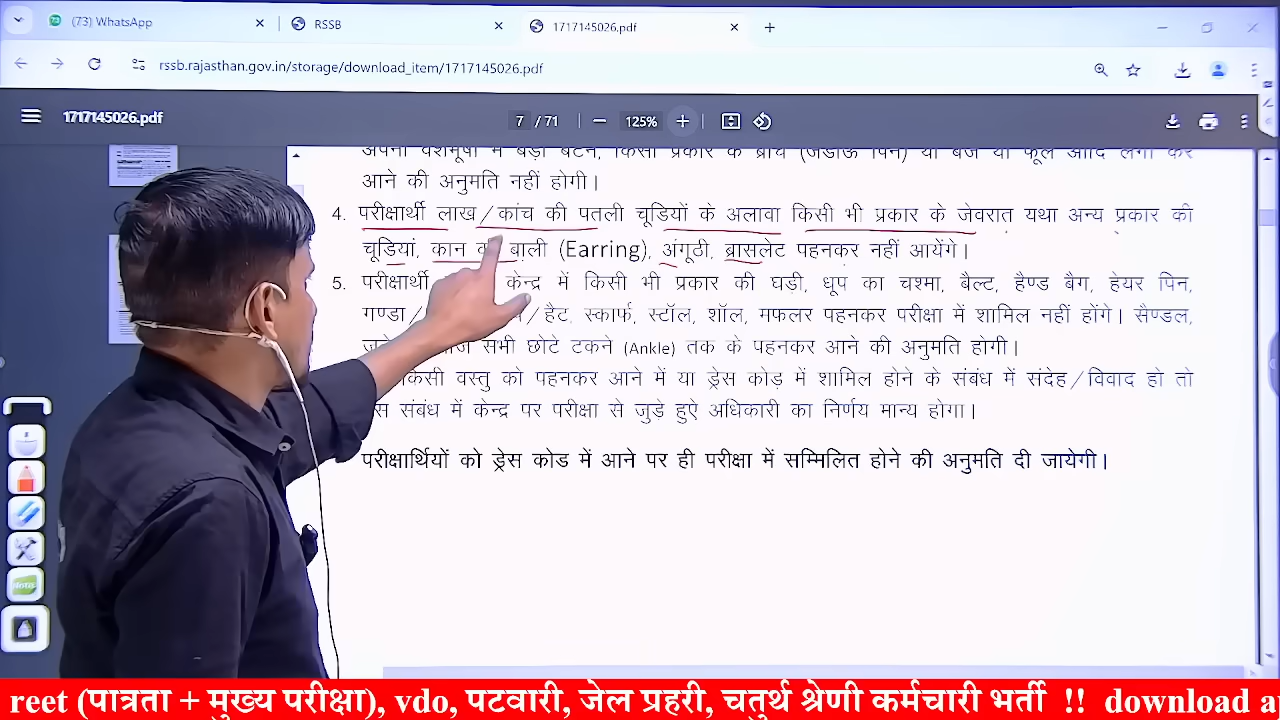 (73) WhatsApp
RSSB
1717145026.pdf
rssb.rajasthan.gov.in/storage/download_item/1717145026.pdf
1717145026.pdf
7 / 71
125%
आने की अनुमति नहीं होगी।
4. परीक्षार्थी लाख/कांच की पतली चूडियों के अलावा किसी भी प्रकार के जेवरात यथा अन्य प्रकार की
चूडियां, कान की बाली (Earring), अंगूठी, ब्रासलेट पहनकर नहीं आयेंगे।
5. परीक्षार्थी केन्द्र में किसी भी प्रकार की घड़ी, धूप का चश्मा, बैल्ट, हैण्ड बैग, हेयर पिन,
गण्डा/ /हैट, स्कार्फ, स्टॉल, शॉल, मफलर पहनकर परीक्षा में शामिल नहीं होंगे। सैण्डल,
सभी छोटे टकने (Ankle) तक के पहनकर आने की अनुमति होगी।
किसी वस्तु को पहनकर आने में या ड्रेस कोड़ में शामिल होने के संबंध में संदेह/विवाद हो तो
संबंध में केन्द्र पर परीक्षा से जुडे हुऐ अधिकारी का निर्णय मान्य होगा।
परीक्षार्थियों को ड्रेस कोड में आने पर ही परीक्षा में सम्मिलित होने की अनुमति दी जायेगी।
reet (पात्रता + मुख्य परीक्षा), vdo, पटवारी, जेल प्रहरी, चतुर्थ श्रेणी कर्मचारी भर्ती !! download a